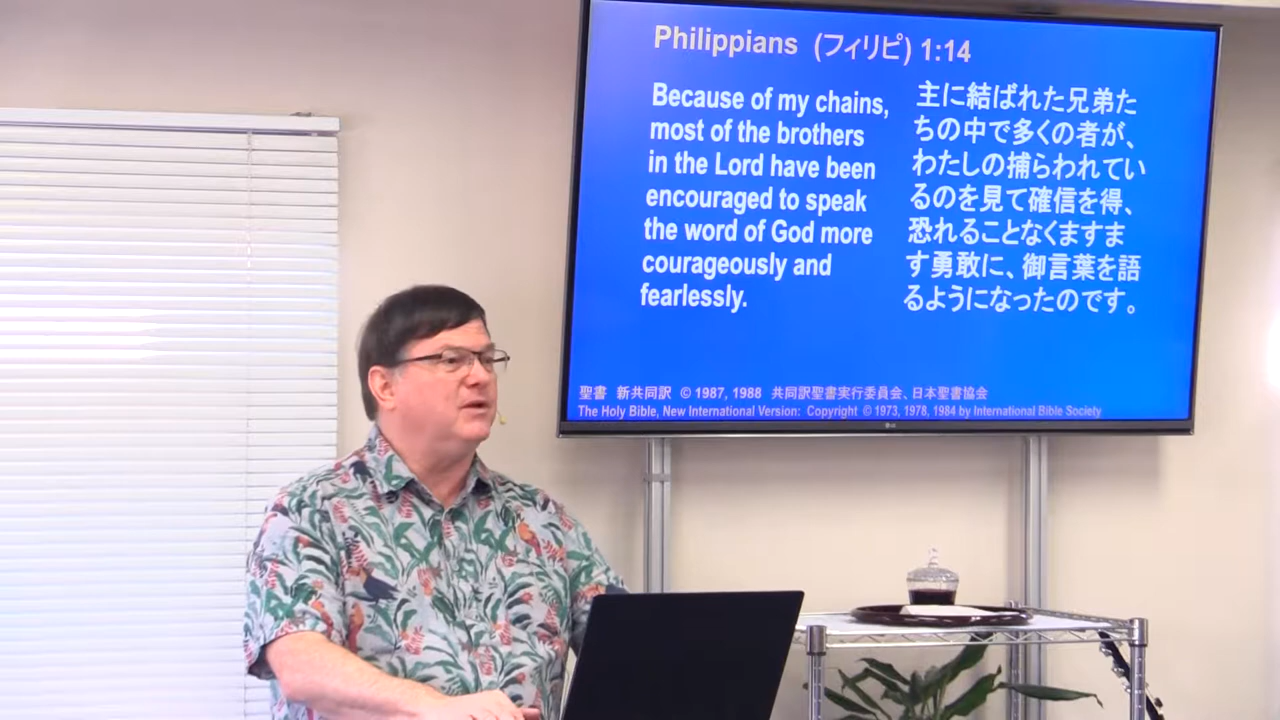 Philippians (フィリピ) 1:14
Because of my chains,
most of the brothers
in the Lord have been
encouraged to speak
the word of God more
courageously and
fearlessly.
主に結ばれた兄弟た
ちの中で多くの者が、
わたしの捕らわれてい
るのを見て確信を得、
恐れることなくますま
す勇敢に、御言葉を語
るようになったのです。
聖書 新共同訳 © 1987, 1988 共同訳聖書実行委員会、日本聖書協会
The Holy Bible, New International Version: Copyright © 1973, 1978, 1984 by International Bible Society
LG